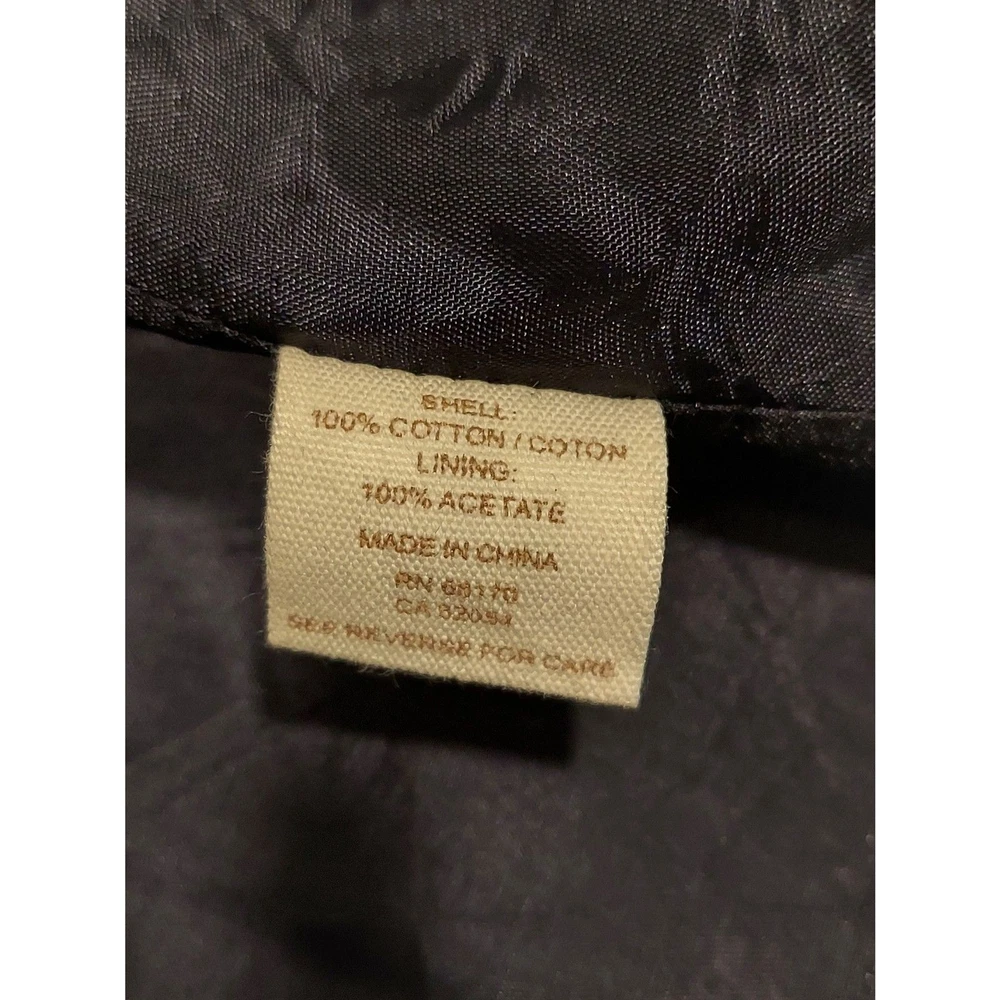 SHELL:
100% COTTON / COTON
LINING:
100% ACETATE
MADE IN CHINA
RN
CA
SEE REVERSE FOR CARE